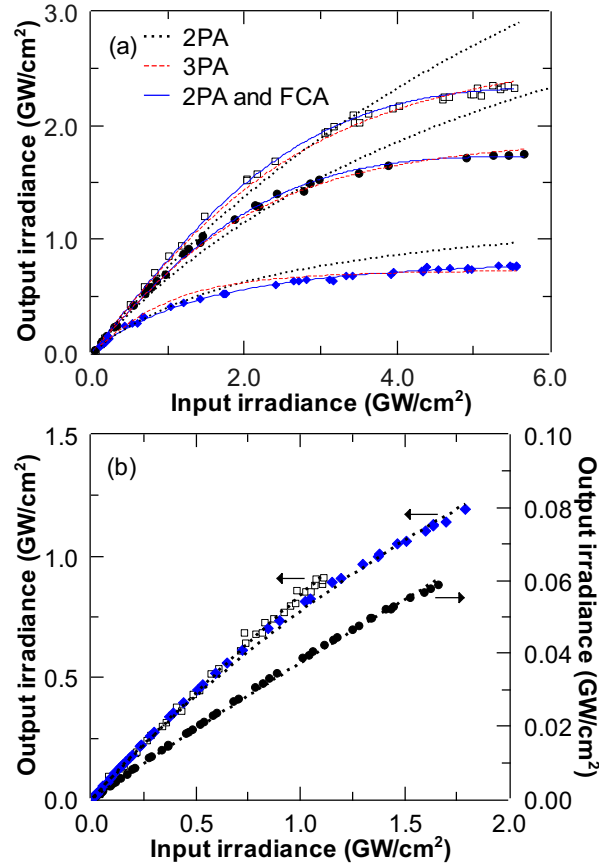 (a)
2PA
3PA
2PA and FCA
Output irradiance (GW/cm²)
3.0
2.0
1.0
0.0
0.0 2.0 4.0 6.0
Input irradiance (GW/cm²)
(b)
Output irradiance (GW/cm²)
1.5
1.0
0.5
0.0
0.10
0.08
0.06
0.04
0.02
0.00
Output irradiance (GW/cm²)
0.0 0.5 1.0 1.5 2.0
Input irradiance (GW/cm²)